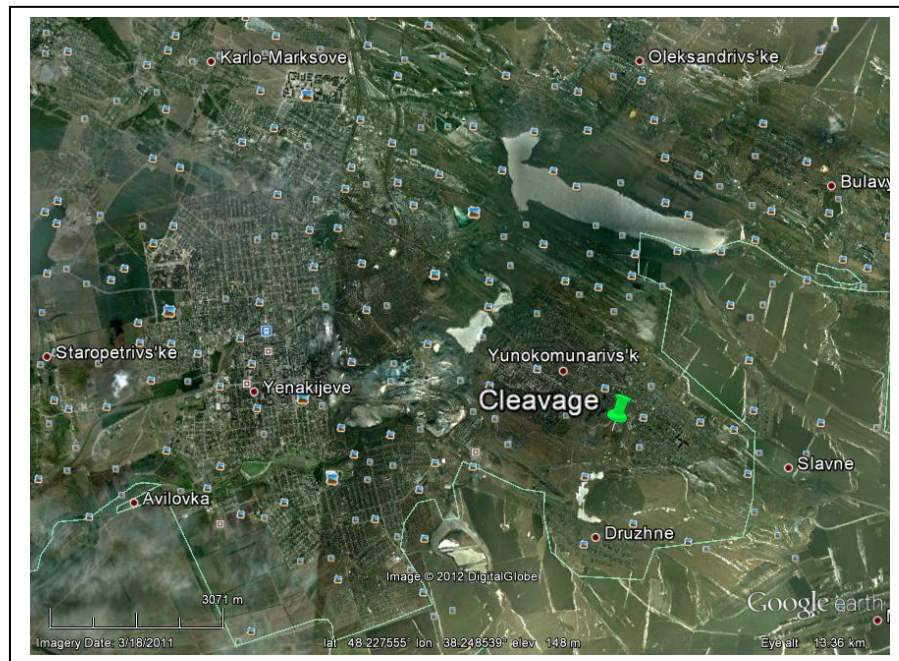 Karlo-Marksove
Oleksandrivs'ke
Bulavy
Yunokomunarivs'k
Staropetrivs'ke
Yenakijeve
Cleavage
Slavne
Avilovka
Druzhne
Image © 2012 DigitalGlobe
3071 m
Google earth
Imagery Date: 3/18/2011
lat 48.227555° lon 38.248539° elev 148 m
Eye alt 13.36 km